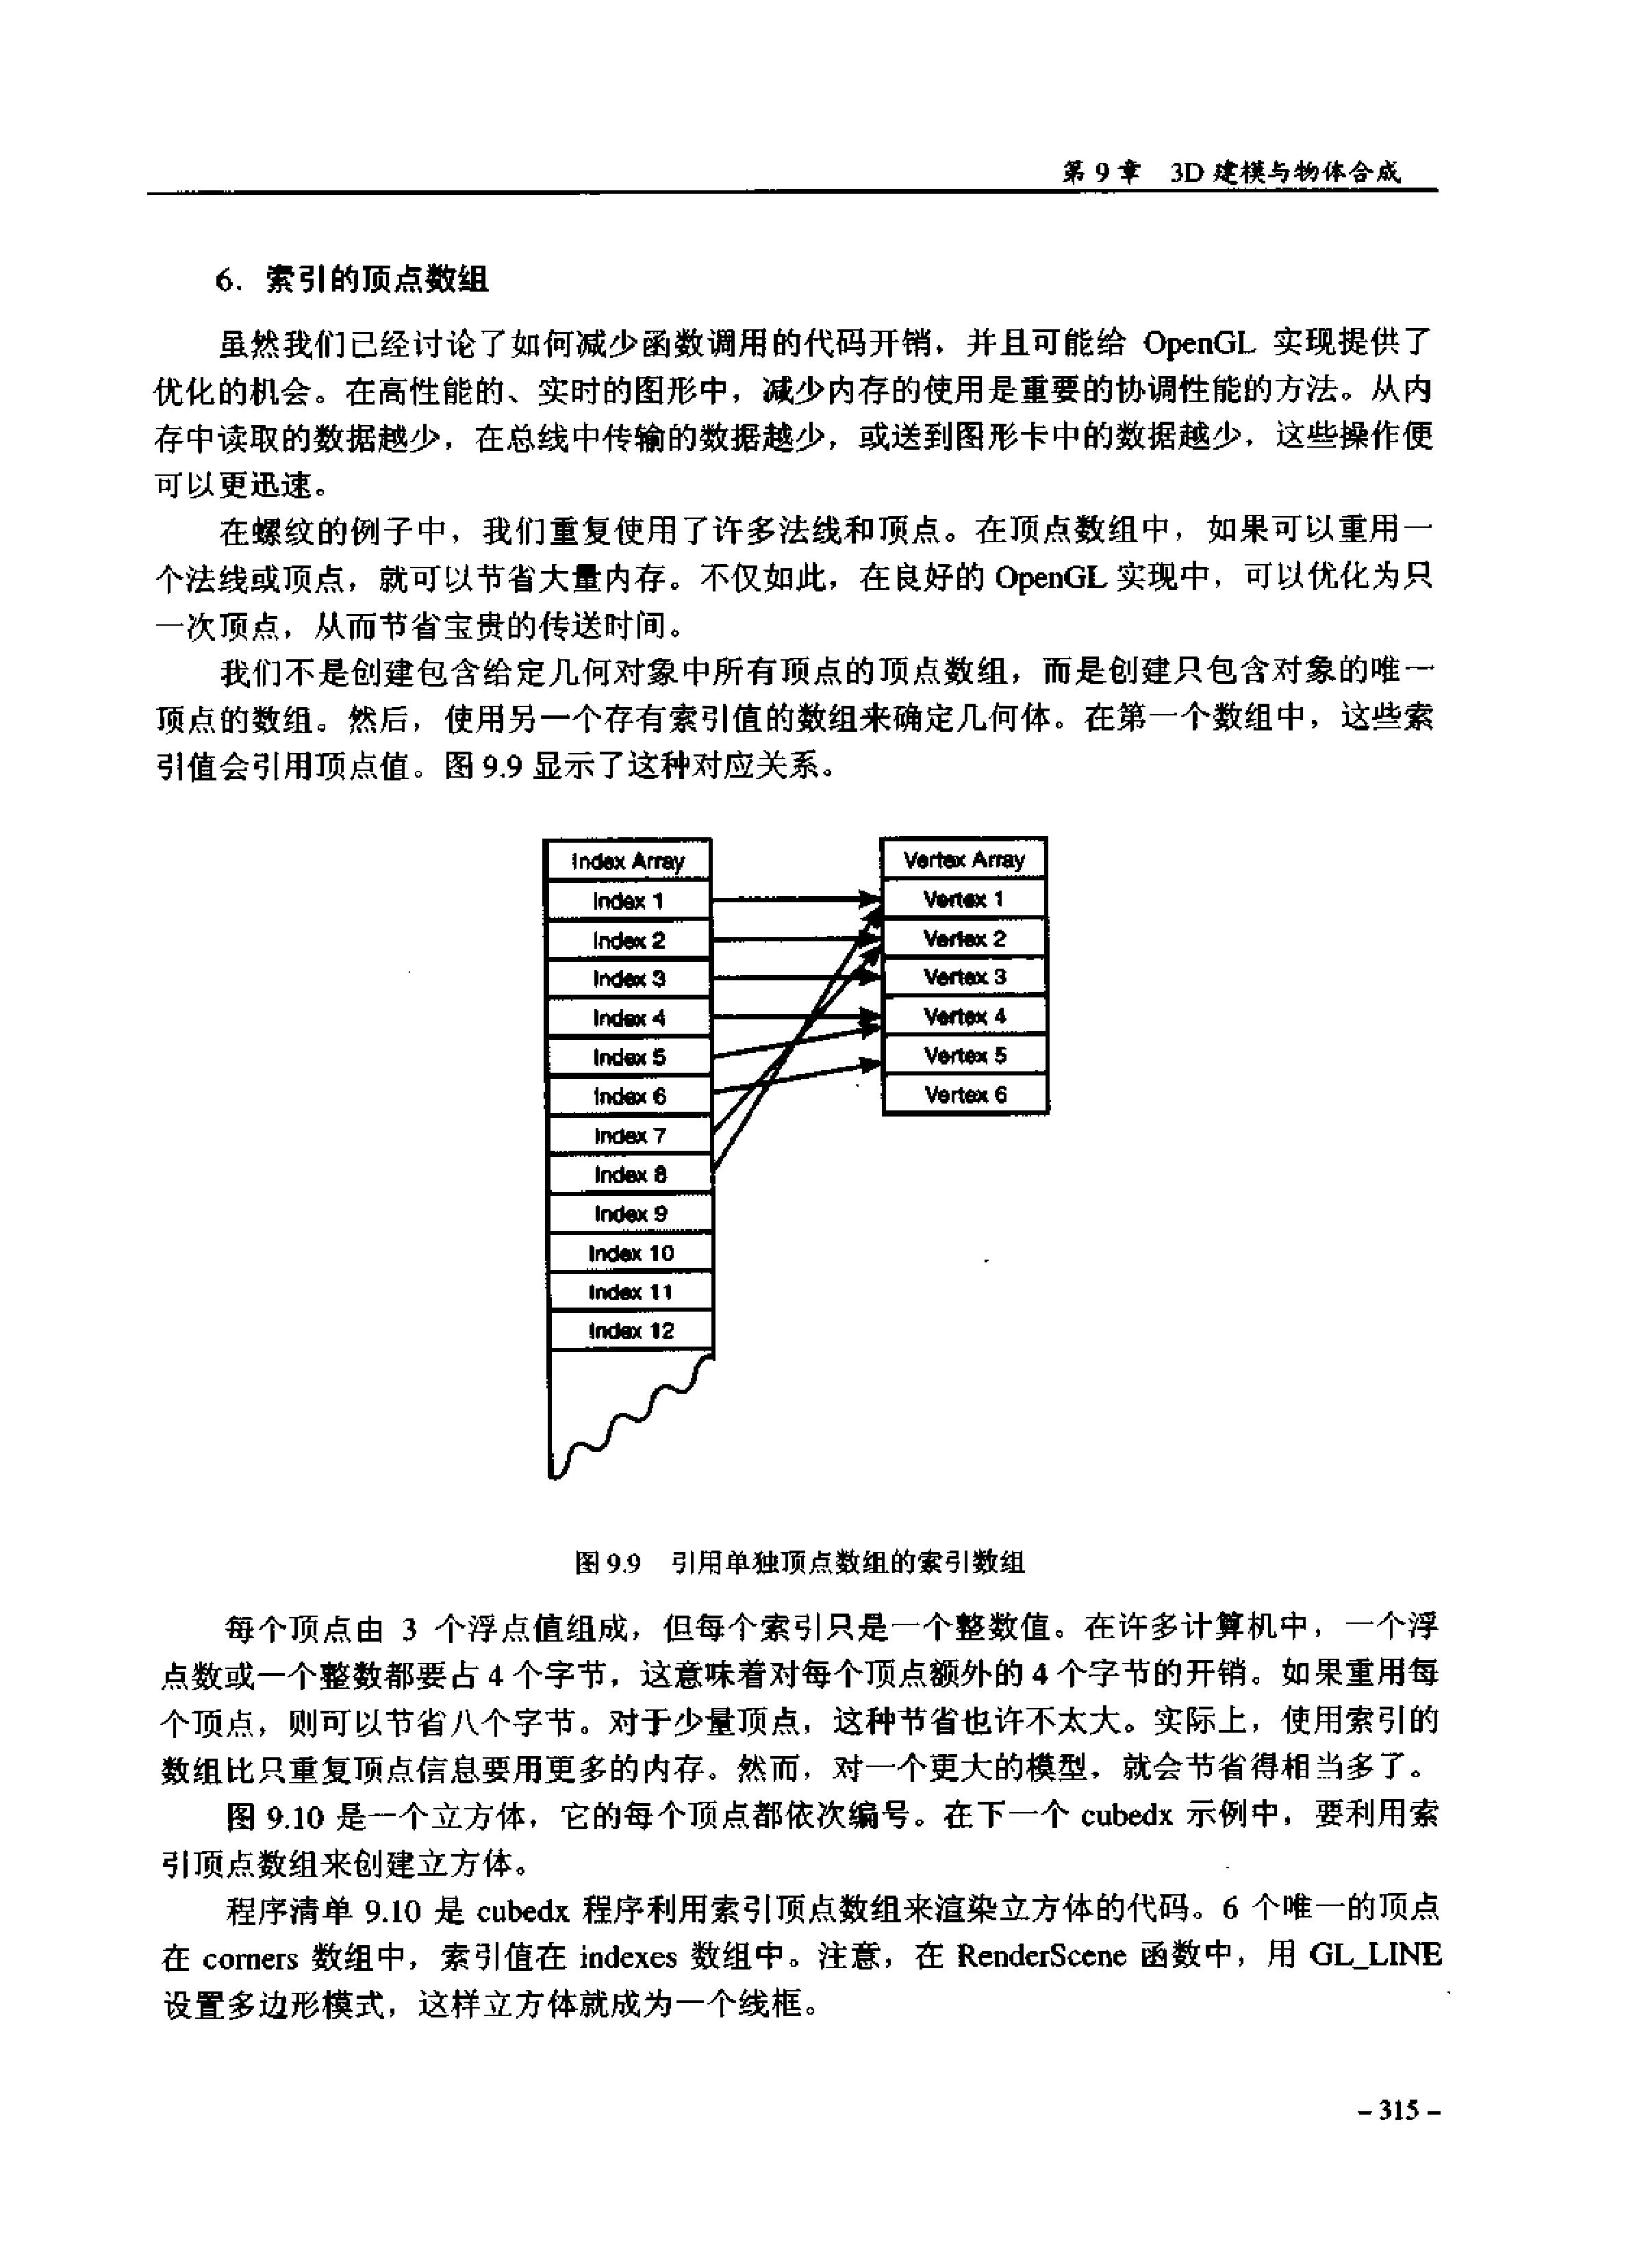 第 9 章 3D 建模与物体合成
6. 索引的顶点数组
虽然我们已经讨论了如何减少函数调用的代码开销，并且可能给 OpenGL 实现提供了
优化的机会。在高性能的、实时的图形中，减少内存的使用是重要的协调性能的方法。从内
存中读取的数据越少，在总线中传输的数据越少，或送到图形卡中的数据越少，这些操作便
可以更迅速。
在螺纹的例子中，我们重复使用了许多法线和顶点。在顶点数组中，如果可以重用一
个法线或顶点，就可以节省大量内存。不仅如此，在良好的 OpenGL 实现中，可以优化为只
一次顶点，从而节省宝贵的传送时间。
我们不是创建包含给定几何对象中所有顶点的顶点数组，而是创建只包含对象的唯一
顶点的数组。然后，使用另一个存有索引值的数组来确定几何体。在第一个数组中，这些索
引值会引用顶点值。图 9.9 显示了这种对应关系。
Index Array
Index 1
Index 2
Index 3
Index 4
Index 5
Index 6
Index 7
Index 8
Index 9
Index 10
Index 11
Index 12
Vertex Array
Vertex 1
Vertex 2
Vertex 3
Vertex 4
Vertex 5
Vertex 6
图 9.9 引用单独顶点数组的索引数组
每个顶点由 3 个浮点值组成，但每个索引只是一个整数值。在许多计算机中，一个浮
点数或一个整数都要占 4 个字节，这意味着对每个顶点额外的 4 个字节的开销。如果重用每
个顶点，则可以节省八个字节。对于少量顶点，这种节省也许不太大。实际上，使用索引的
数组比只重复顶点信息要用更多的内存。然而，对一个更大的模型，就会节省得相当多了。
图 9.10 是一个立方体，它的每个顶点都依次编号。在下一个 cubedx 示例中，要利用索
引顶点数组来创建立方体。
程序清单 9.10 是 cubedx 程序利用索引顶点数组来渲染立方体的代码。6 个唯一的顶点
在 corners 数组中，索引值在 indexes 数组中。注意，在 RenderScene 函数中，用 GL_LINE
设置多边形模式，这样立方体就成为一个线框。
- 315 -